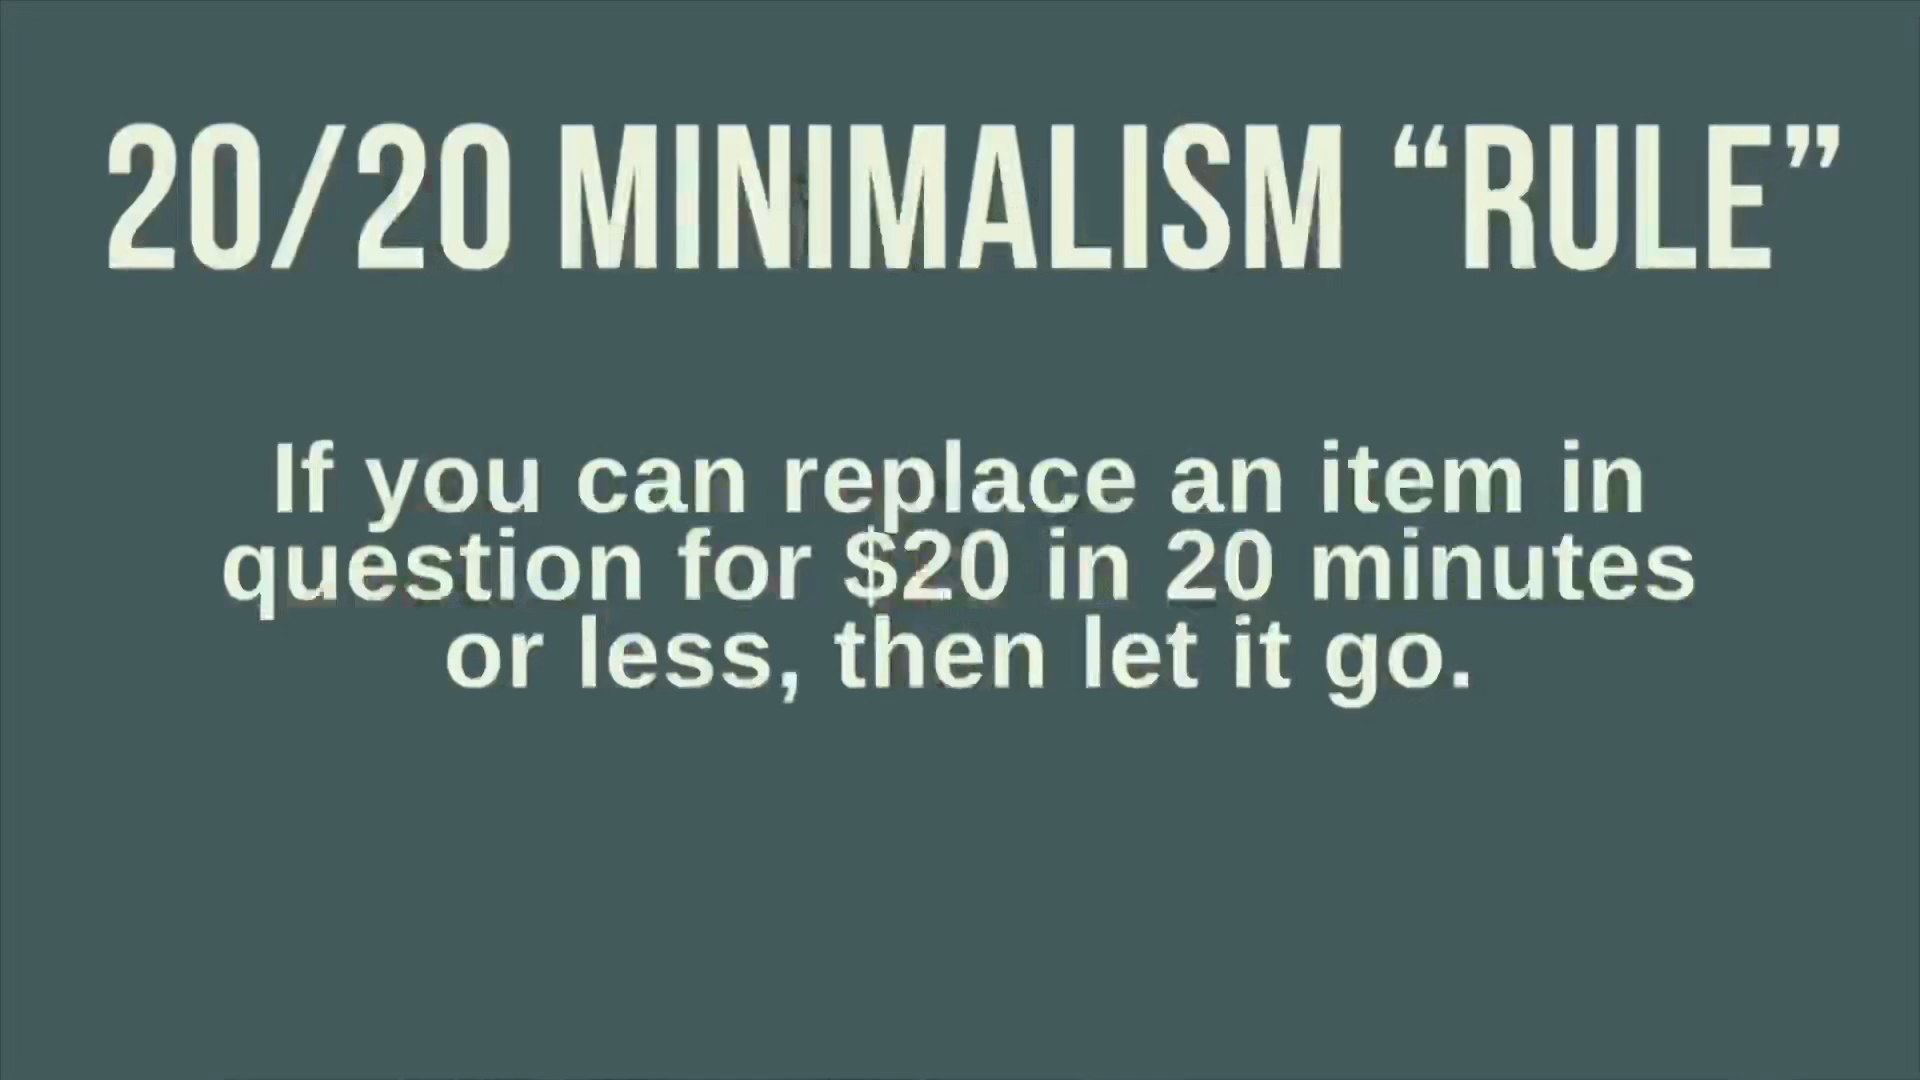 20/20 MINIMALISM “RULE”
If you can replace an item in
question for $20 in 20 minutes
or less, then let it go.